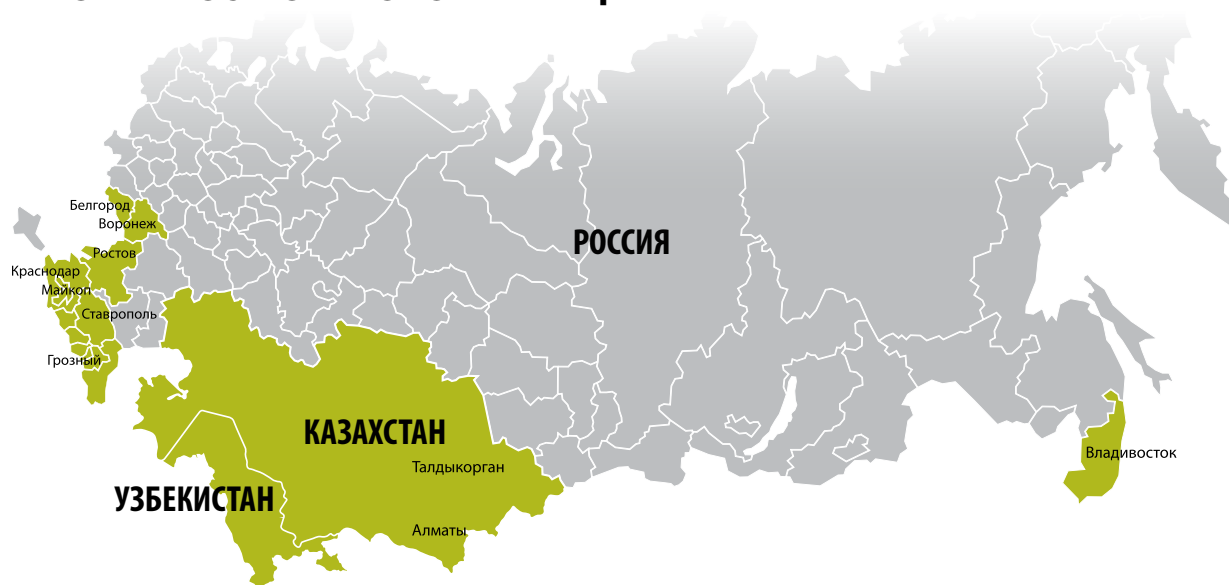 Белгород
Воронеж
РОССИЯ
Ростов
Краснодар
Майкоп
Ставрополь
Грозный
КАЗАХСТАН
Талдыкорган
Владивосток
УЗБЕКИСТАН
Алматы